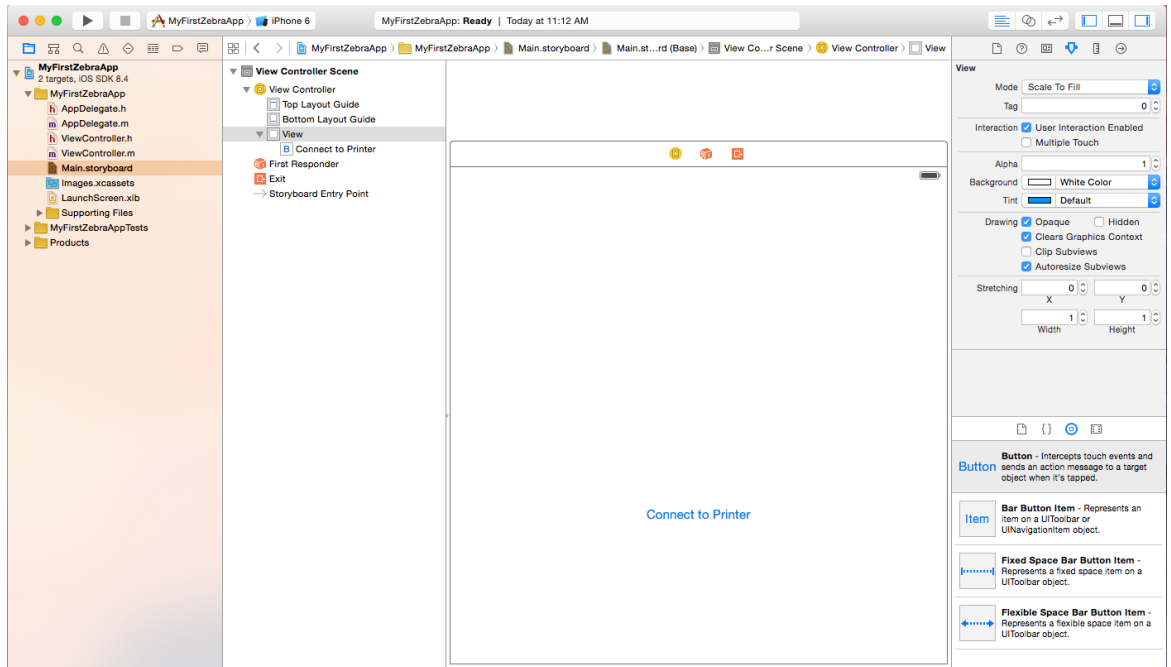 MyFirstZebraApp 〉 iPhone 6
MyFirstZebraApp: Ready | Today at 11:12 AM
MyFirstZebraApp 〉 MyFirstZebraApp 〉 Main.storyboard 〉 Main.st...rd (Base) 〉 View Co...r Scene 〉 View Controller 〉 View
MyFirstZebraApp
2 targets, iOS SDK 8.4
MyFirstZebraApp
h AppDelegate.h
m AppDelegate.m
h ViewController.h
m ViewController.m
Main.storyboard
Images.xcassets
LaunchScreen.xib
Supporting Files
MyFirstZebraAppTests
Products
View Controller Scene
View Controller
Top Layout Guide
Bottom Layout Guide
View
B Connect to Printer
First Responder
Exit
Storyboard Entry Point
Connect to Printer
View
Mode Scale To Fill
Tag 0
Interaction User Interaction Enabled
Multiple Touch
Alpha 1
Background White Color
Tint Default
Drawing Opaque Hidden
Clears Graphics Context
Clip Subviews
Autoresize Subviews
Stretching 0 0
X Y
1 1
Width Height
{}
Button
Button - Intercepts touch events and
sends an action message to a target
object when it's tapped.
Item
Bar Button Item - Represents an
item on a UIToolbar or
UINavigationItem object.
Fixed Space Bar Button Item -
Represents a fixed space item on a
UIToolbar object.
Flexible Space Bar Button Item -
Represents a flexible space item on a
UIToolbar object.